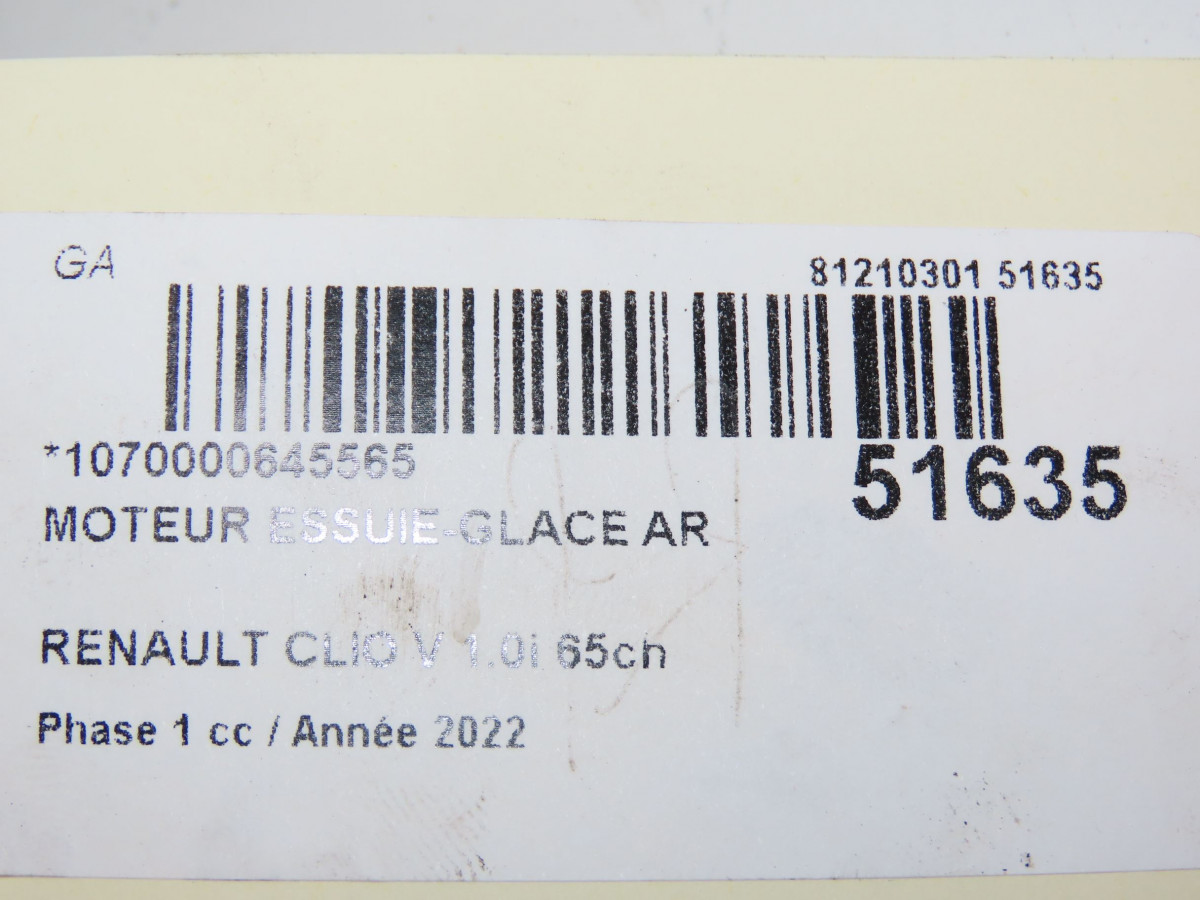 GA
81210301 51635
*1070000645565
51635
MOTEUR ESSUIE-GLACE AR
RENAULT CLIO V 1.0i 65ch
Phase 1 cc / Année 2022